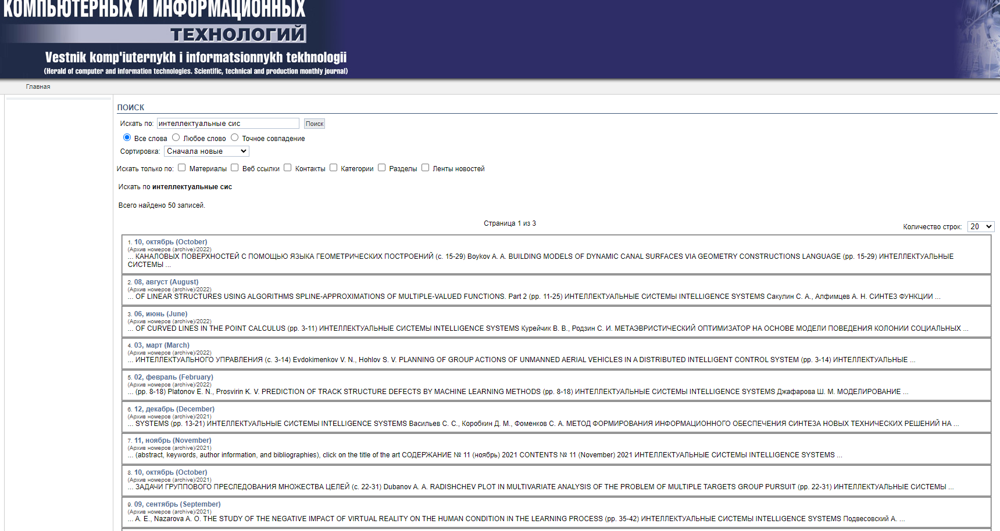 КОМПЬЮТЕРНЫХ И ИНФОРМАЦИОННЫХ
ТЕХНОЛОГИЙ
Vestnik komp'iuternykh i informatsionnykh tekhnologii
(Herald of computer and information technologies. Scientific, technical and production monthly journal)
Главная
ПОИСК
Искать по: интеллектуальные сис Поиск
Все слова Любое слово Точное совпадение
Сортировка: Сначала новые
Искать только по: Материалы Веб ссылки Контакты Категории Разделы Ленты новостей
Искать по интеллектуальные сис
Всего найдено 50 записей.
Страница 1 из 3
Количество строк: 20
1. 10, октябрь (October)
(Архив номеров (archive)/2022)
... КАНАЛОВЫХ ПОВЕРХНОСТЕЙ С ПОМОЩЬЮ ЯЗЫКА ГЕОМЕТРИЧЕСКИХ ПОСТРОЕНИЙ (с. 15-29) Boykov A. A. BUILDING MODELS OF DYNAMIC CANAL SURFACES VIA GEOMETRY CONSTRUCTIONS LANGUAGE (pp. 15-29) ИНТЕЛЛЕКТУАЛЬНЫЕ
СИСТЕМЫ ...
2. 08, август (August)
(Архив номеров (archive)/2022)
... OF LINEAR STRUCTURES USING ALGORITHMS SPLINE-APPROXIMATIONS OF MULTIPLE-VALUED FUNCTIONS. Part 2 (pp. 11-25) ИНТЕЛЛЕКТУАЛЬНЫЕ СИСТЕМЫ INTELLIGENCE SYSTEMS Сакулин С. А., Алфимцев А. Н. СИНТЕЗ ФУНКЦИИ ...
3. 06, июнь (June)
(Архив номеров (archive)/2022)
... OF CURVED LINES IN THE POINT CALCULUS (pp. 3-11) ИНТЕЛЛЕКТУАЛЬНЫЕ СИСТЕМЫ INTELLIGENCE SYSTEMS Курейчик В. В., Родзин С. И. МЕТАЭВРИСТИЧЕСКИЙ ОПТИМИЗАТОР НА ОСНОВЕ МОДЕЛИ ПОВЕДЕНИЯ КОЛОНИИ СОЦИАЛЬНЫХ ...
4. 03, март (March)
(Архив номеров (archive)/2022)
... ИНТЕЛЛЕКТУАЛЬНОГО УПРАВЛЕНИЯ (с. 3-14) Evdokimenkov V. N., Hohlov S. V. PLANNING OF GROUP ACTIONS OF UNMANNED AERIAL VEHICLES IN A DISTRIBUTED INTELLIGENT CONTROL SYSTEM (pp. 3-14) ИНТЕЛЛЕКТУАЛЬНЫЕ ...
5. 02, февраль (February)
(Архив номеров (archive)/2022)
... (pp. 8-18) Platonov E. N., Prosvirin K. V. PREDICTION OF TRACK STRUCTURE DEFECTS BY MACHINE LEARNING METHODS (pp. 8-18) ИНТЕЛЛЕКТУАЛЬНЫЕ СИСТЕМЫ INTELLIGENCE SYSTEMS Джафарова Ш. М. МОДЕЛИРОВАНИЕ ...
6. 12, декабрь (December)
(Архив номеров (archive)/2021)
... SYSTEMS (pp. 13-21) ИНТЕЛЛЕКТУАЛЬНЫЕ СИСТЕМЫ INTELLIGENCE SYSTEMS Васильев С. С., Коробкин Д. М., Фоменков С. А. МЕТОД ФОРМИРОВАНИЯ ИНФОРМАЦИОННОГО ОБЕСПЕЧЕНИЯ СИНТЕЗА НОВЫХ ТЕХНИЧЕСКИХ РЕШЕНИЙ НА ...
7. 11, ноябрь (November)
(Архив номеров (archive)/2021)
... (abstract, keywords, author information, and bibliographies), click on the title of the art СОДЕРЖАНИЕ № 11 (ноябрь) 2021 CONTENTS № 11 (November) 2021 ИНТЕЛЛЕКТУАЛЬНЫЕ СИСТЕМЫ INTELLIGENCE SYSTEMS ...
8. 10, октябрь (October)
(Архив номеров (archive)/2021)
... ЗАДАЧИ ГРУППОВОГО ПРЕСЛЕДОВАНИЯ МНОЖЕСТВА ЦЕЛЕЙ (с. 22-31) Dubanov A. A. RADISHCHEV PLOT IN MULTIVARIATE ANALYSIS OF THE PROBLEM OF MULTIPLE TARGETS GROUP PURSUIT (pp. 22-31) ИНТЕЛЛЕКТУАЛЬНЫЕ СИСТЕМЫ ...
9. 09, сентябрь (September)
(Архив номеров (archive)/2021)
... A. E., Nazarova A. O. THE STUDY OF THE NEGATIVE IMPACT OF VIRTUAL REALITY ON THE HUMAN CONDITION IN THE LEARNING PROCESS (pp. 35-42) ИНТЕЛЛЕКТУАЛЬНЫЕ СИСТЕМЫ INTELLIGENCE SYSTEMS Подвесовский А. ...